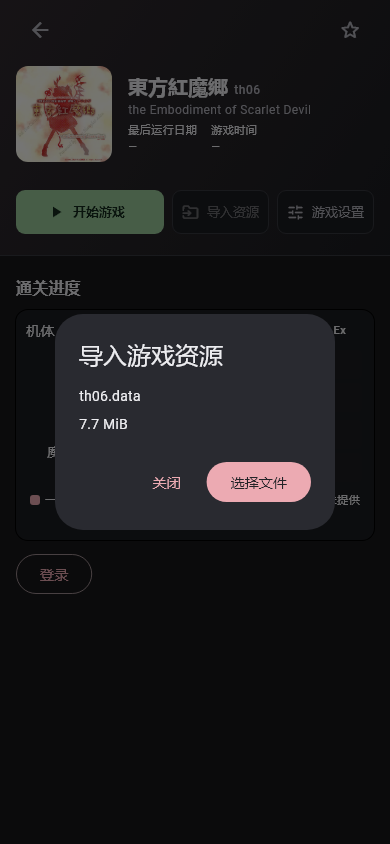 東方紅魔郷 th06
the Embodiment of Scarlet Devil
最后运行日期 游戏时间
— —
开始游戏 导入资源 游戏设置
通关进度
机体 Ex
导入游戏资源
th06.data
7.7 MiB
关闭 选择文件
提供
登录